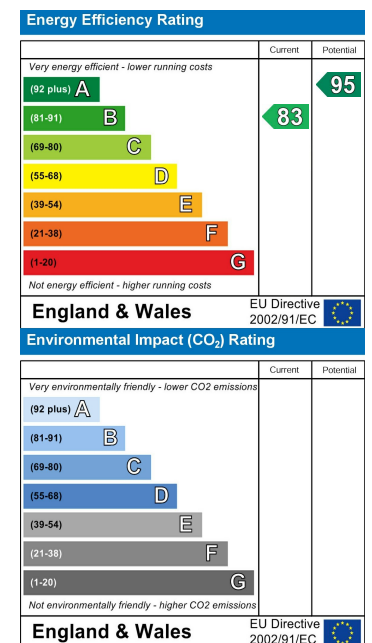 Energy Efficiency Rating
Current Potential
Very energy efficient - lower running costs
(92 plus) A
95
(81-91) B
83
(69-80) C
(55-68) D
(39-54) E
(21-38) F
(1-20) G
Not energy efficient - higher running costs
England & Wales
EU Directive
2002/91/EC
Environmental Impact (CO₂) Rating
Current Potential
Very environmentally friendly - lower CO2 emissions
(92 plus) A
(81-91) B
(69-80) C
(55-68) D
(39-54) E
(21-38) F
(1-20) G
Not environmentally friendly - higher CO2 emissions
England & Wales
EU Directive
2002/91/EC